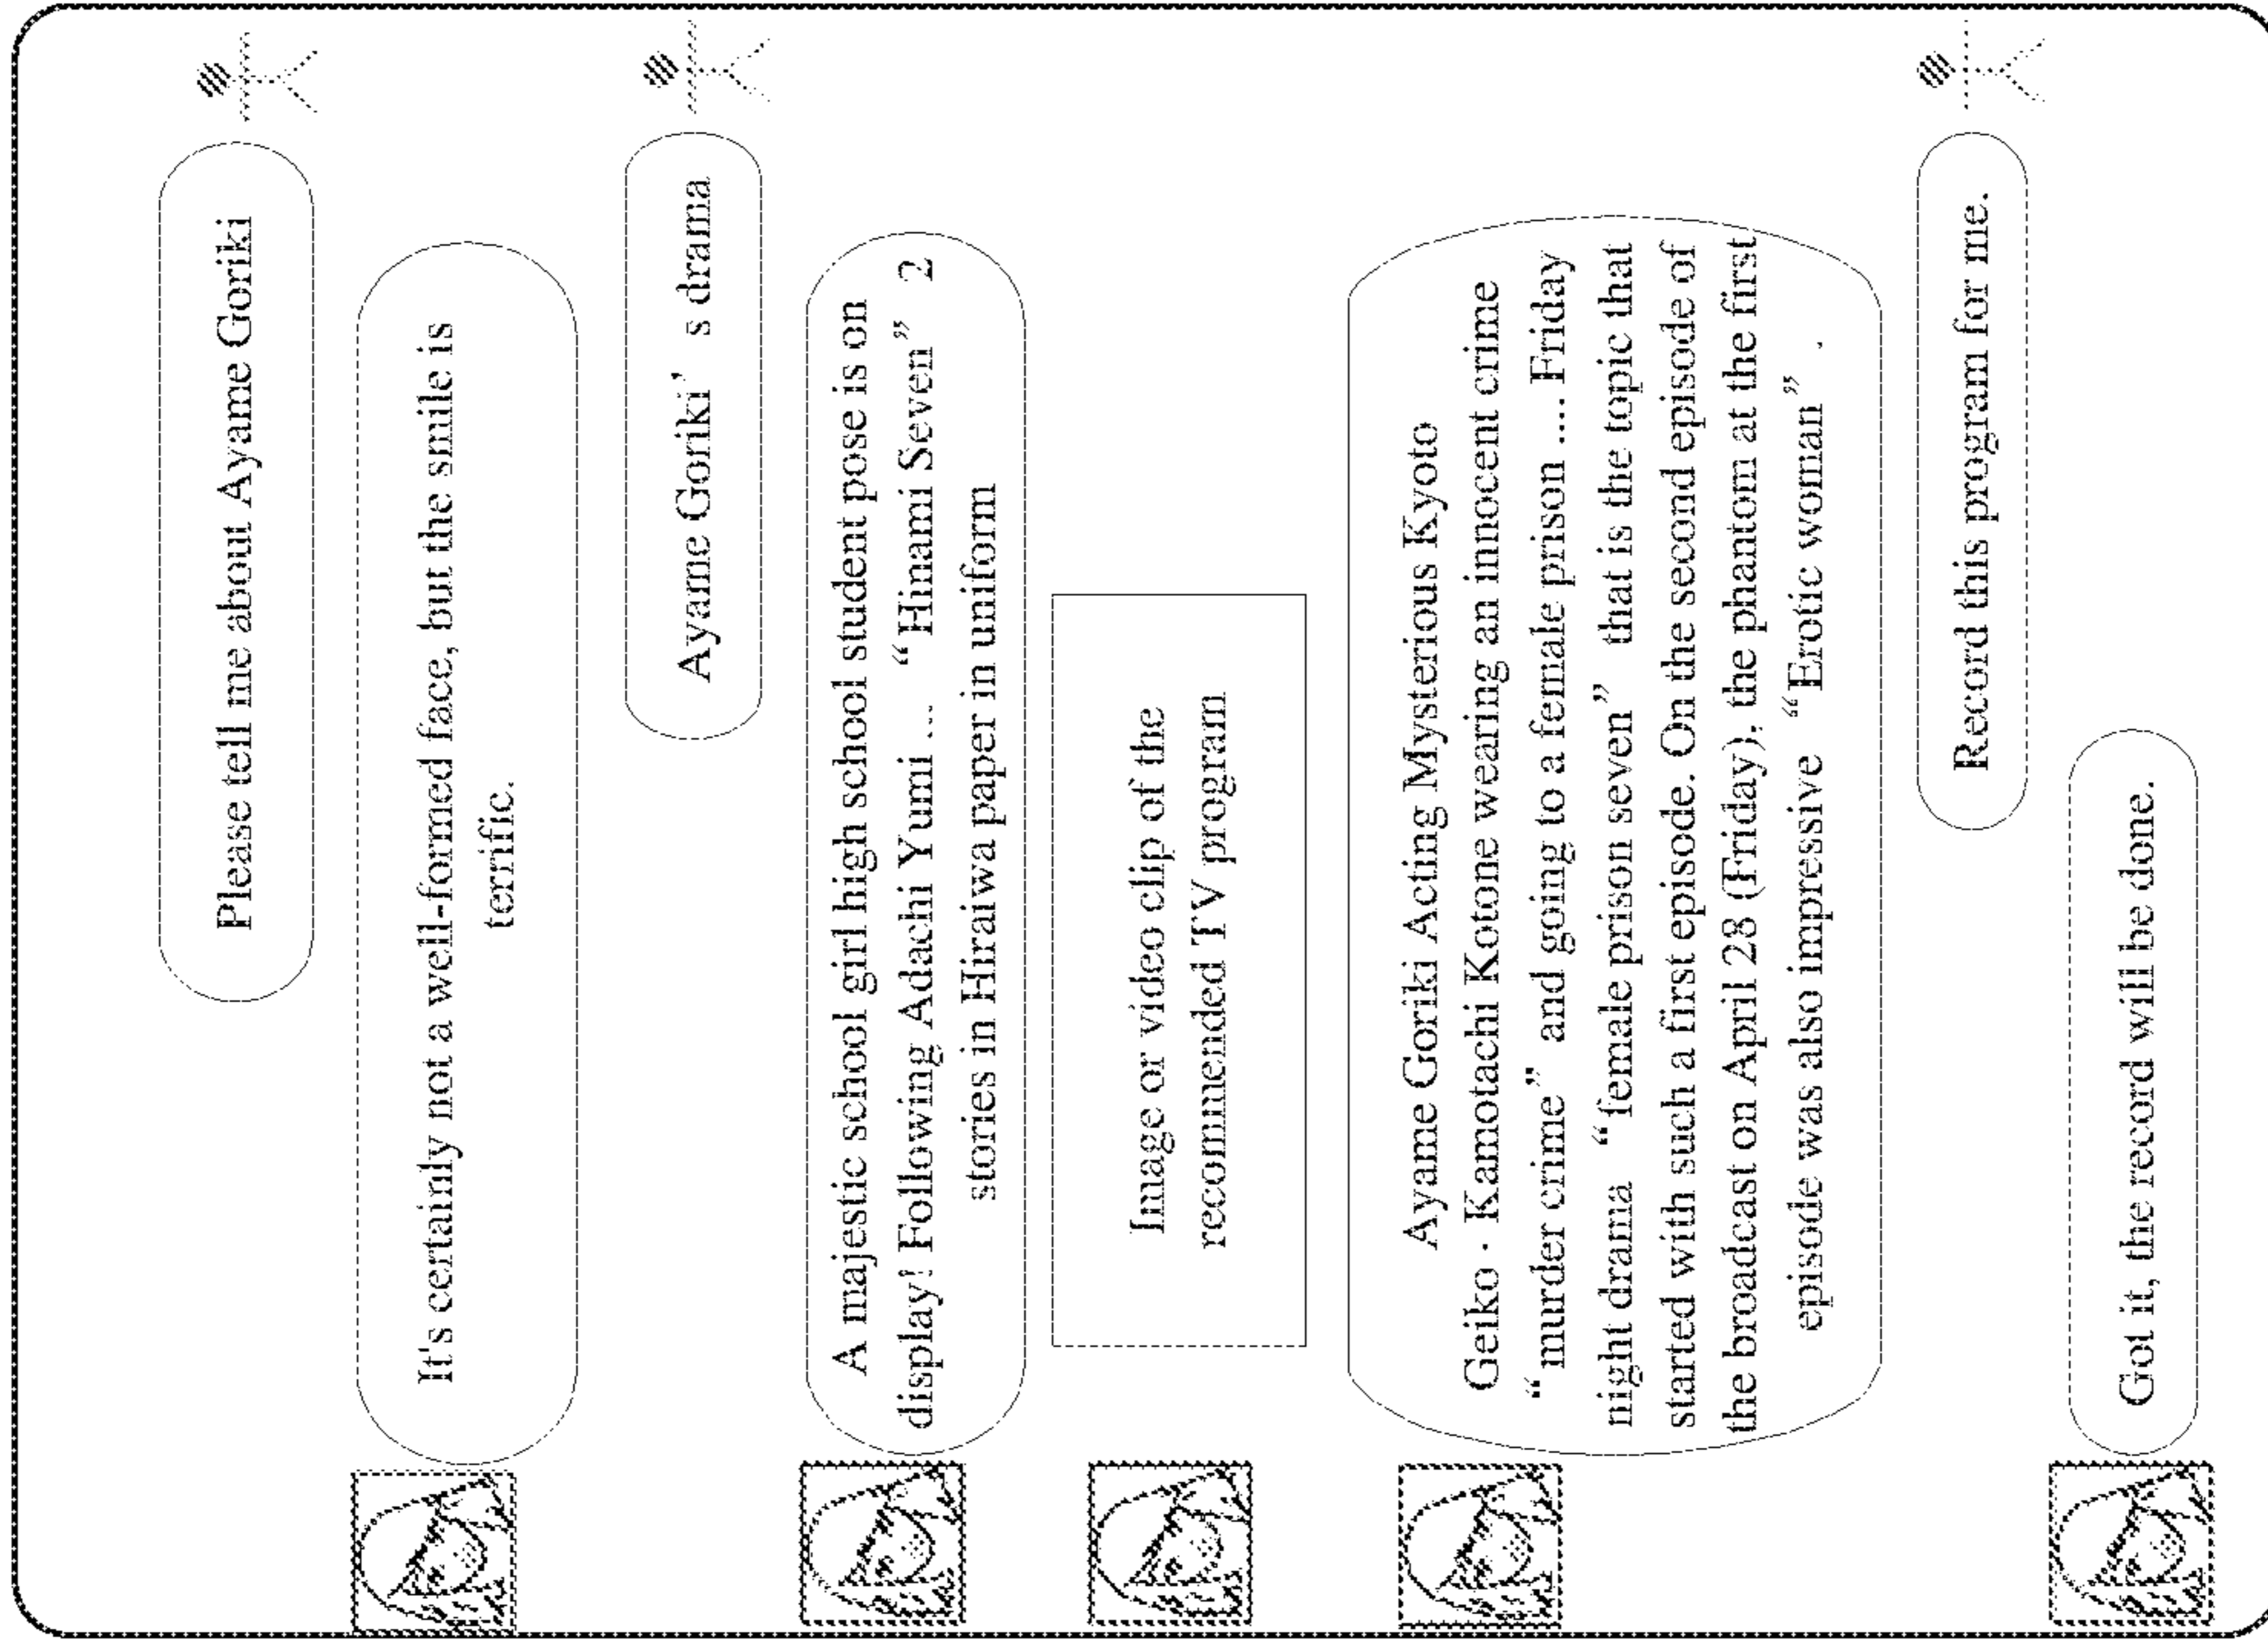 Please tell me about Ayame Goriki
It's certainly not a well-formed face, but the smile is
terrific.
Ayame Goriki’ s drama
A majestic school girl high school student pose is on
display! Following Adachi Yumi ... “Hinami Seven” 2
stories in Hiraiwa paper in uniform
Image or video clip of the
recommended TV program
Ayame Goriki Acting Mysterious Kyoto
Geiko · Kamotachi Kotone wearing an innocent crime
“murder crime” and going to a female prison .... Friday
night drama “female prison seven” that is the topic that
started with such a first episode. On the second episode of
the broadcast on April 28 (Friday), the phantom at the first
episode was also impressive “Erotic woman” .
Record this program for me.
Got it, the record will be done.